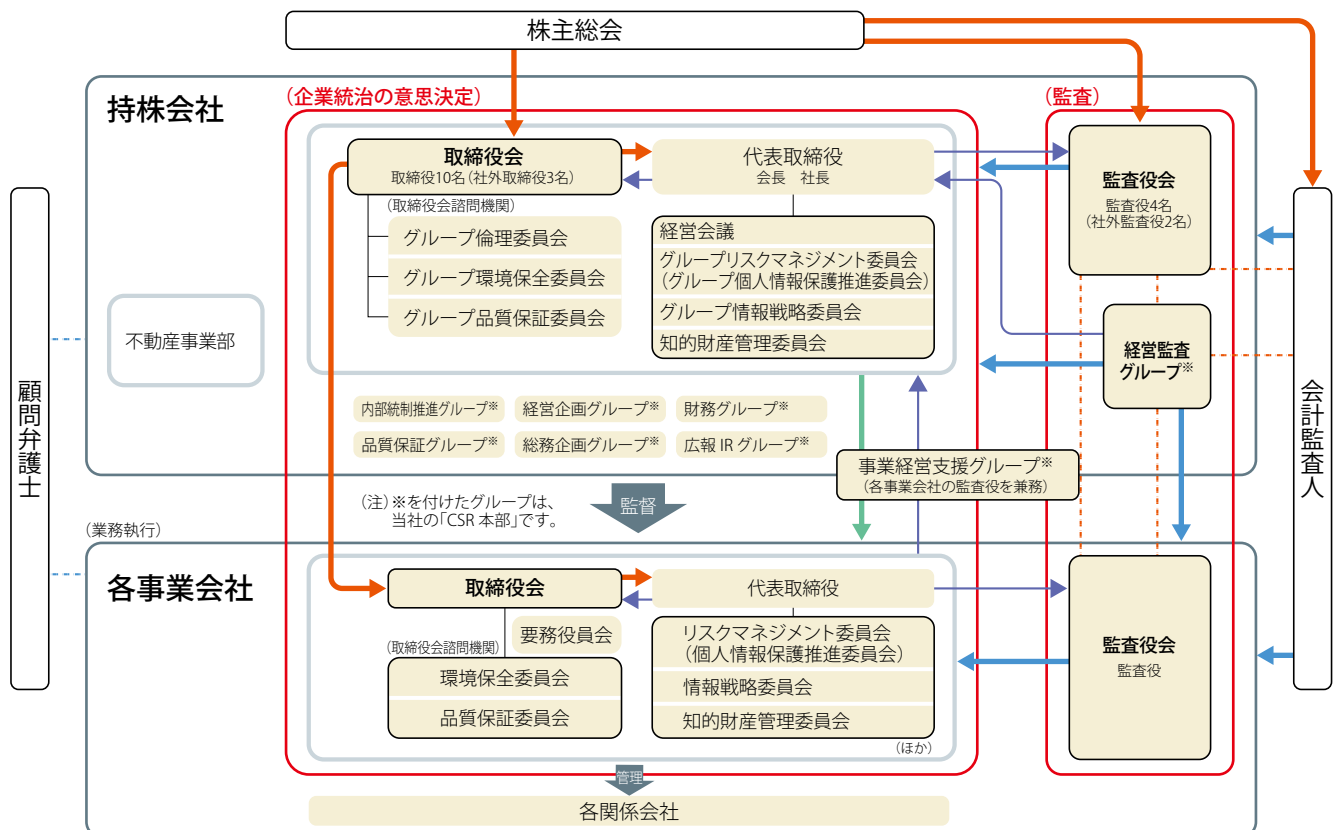 株主総会
持株会社
（企業統治の意思決定）
（監査）
取締役会
取締役10名（社外取締役3名）
代表取締役
会長　社長
監査役会
監査役4名
（社外監査役2名）
（取締役会諮問機関）
グループ倫理委員会
グループ環境保全委員会
グループ品質保証委員会
経営会議
グループリスクマネジメント委員会
（グループ個人情報保護推進委員会）
グループ情報戦略委員会
知的財産管理委員会
不動産事業部
経営監査
グループ※
顧問弁護士
会計監査人
内部統制推進グループ※
経営企画グループ※
財務グループ※
品質保証グループ※
総務企画グループ※
広報 IR グループ※
事業経営支援グループ※
（各事業会社の監査役を兼務）
（注）※を付けたグループは、
当社の「CSR 本部」です。
監督
（業務執行）
各事業会社
取締役会
代表取締役
要務役員会
（取締役会諮問機関）
環境保全委員会
品質保証委員会
リスクマネジメント委員会
（個人情報保護推進委員会）
情報戦略委員会
知的財産管理委員会
（ほか）
監査役会
監査役
管理
各関係会社